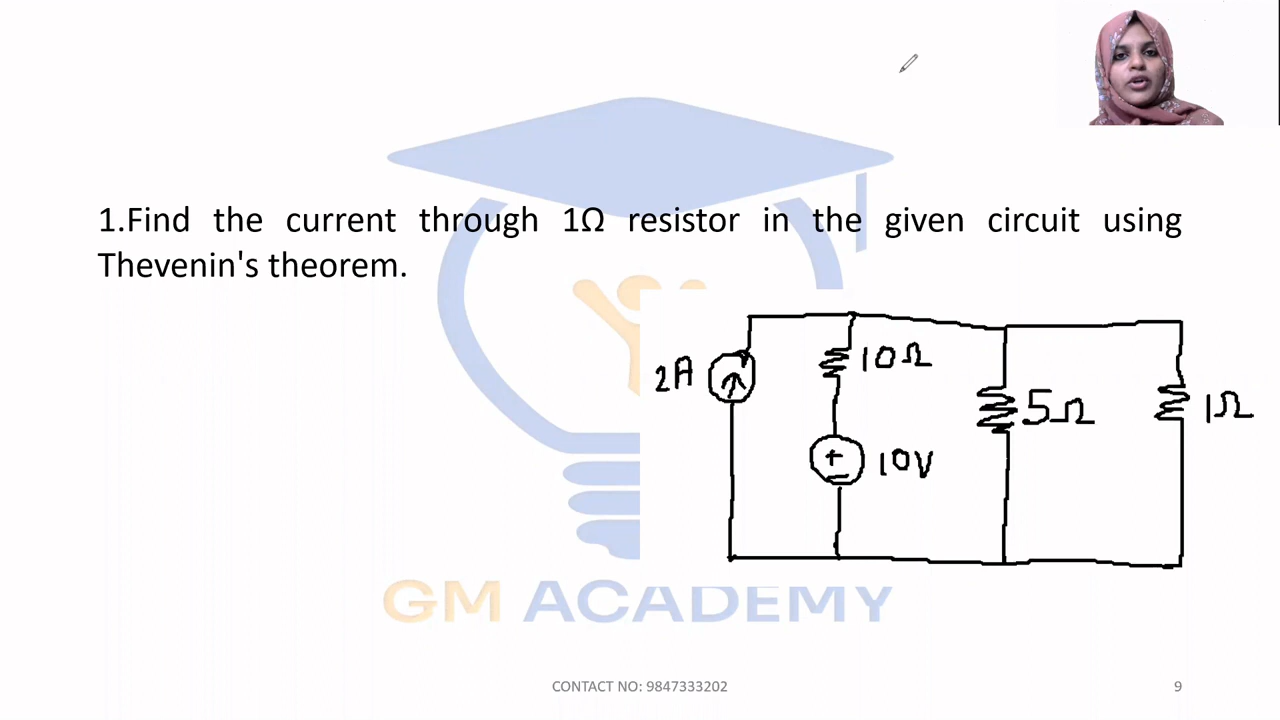 1.Find the current through 1Ω resistor in the given circuit using
Thevenin's theorem.
2A
10Ω
5Ω
1Ω
+
−
10V
GM ACADEMY
CONTACT NO: 9847333202
9